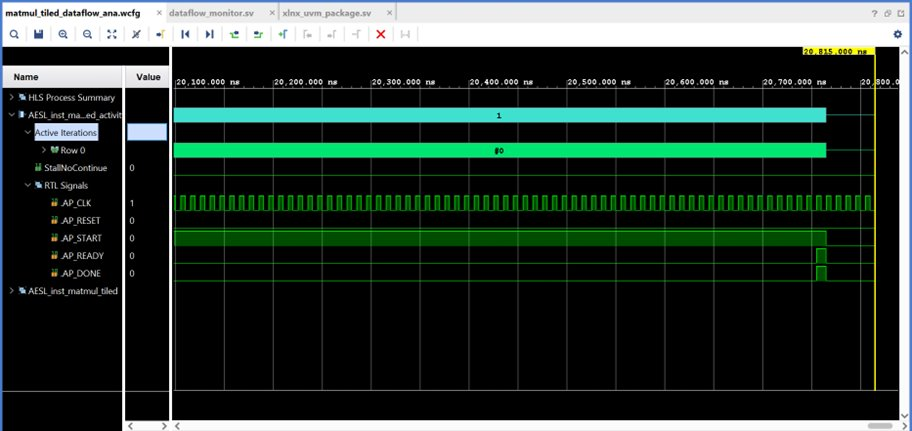 matmul_tiled_dataflow_ana.wcfg × dataflow_monitor.sv × xlnx_uvm_package.sv ×
20,815.000 ns
Name Value
20,100.000 ns 20,200.000 ns 20,300.000 ns 20,400.000 ns 20,500.000 ns 20,600.000 ns 20,700.000 ns 20,800.000
HLS Process Summary
AESL_inst_ma...ed_activit 1
Active Iterations
Row 0 #0
StallNoContinue 0
RTL Signals
.AP_CLK 1
.AP_RESET 0
.AP_START 0
.AP_READY 0
.AP_DONE 0
AESL_inst_matmul_tiled